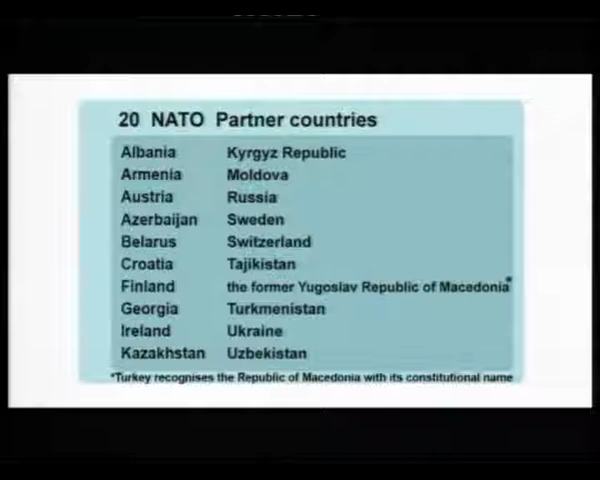 20 NATO Partner countries
Albania Kyrgyz Republic
Armenia Moldova
Austria Russia
Azerbaijan Sweden
Belarus Switzerland
Croatia Tajikistan
Finland the former Yugoslav Republic of Macedonia*
Georgia Turkmenistan
Ireland Ukraine
Kazakhstan Uzbekistan
*Turkey recognises the Republic of Macedonia with its constitutional name